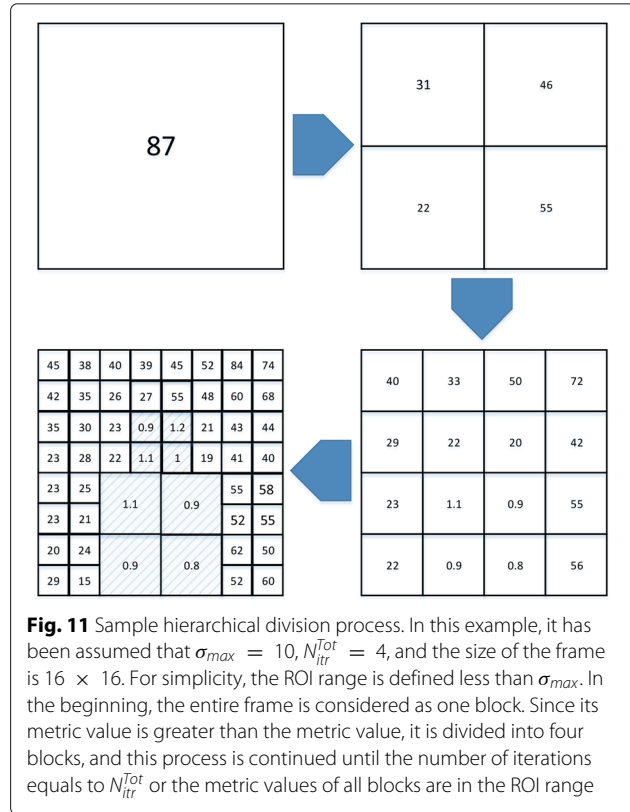 87
31 46
22 55
45 38 40 39 45 52 84 74
42 35 26 27 55 48 60 68
35 30 23 0.9 1.2 21 43 44
23 28 22 1.1 1 19 41 40
23 25 1.1 0.9 55 58
23 21 52 55
20 24 0.9 0.8 62 50
29 15 52 60
40 33 50 72
29 22 20 42
23 1.1 0.9 55
22 0.9 0.8 56
Fig. 11 Sample hierarchical division process. In this example, it has
been assumed that σmax = 10, N_itr^Tot = 4, and the size of the frame
is 16 × 16. For simplicity, the ROI range is defined less than σmax. In
the beginning, the entire frame is considered as one block. Since its
metric value is greater than the metric value, it is divided into four
blocks, and this process is continued until the number of iterations
equals to N_itr^Tot or the metric values of all blocks are in the ROI range